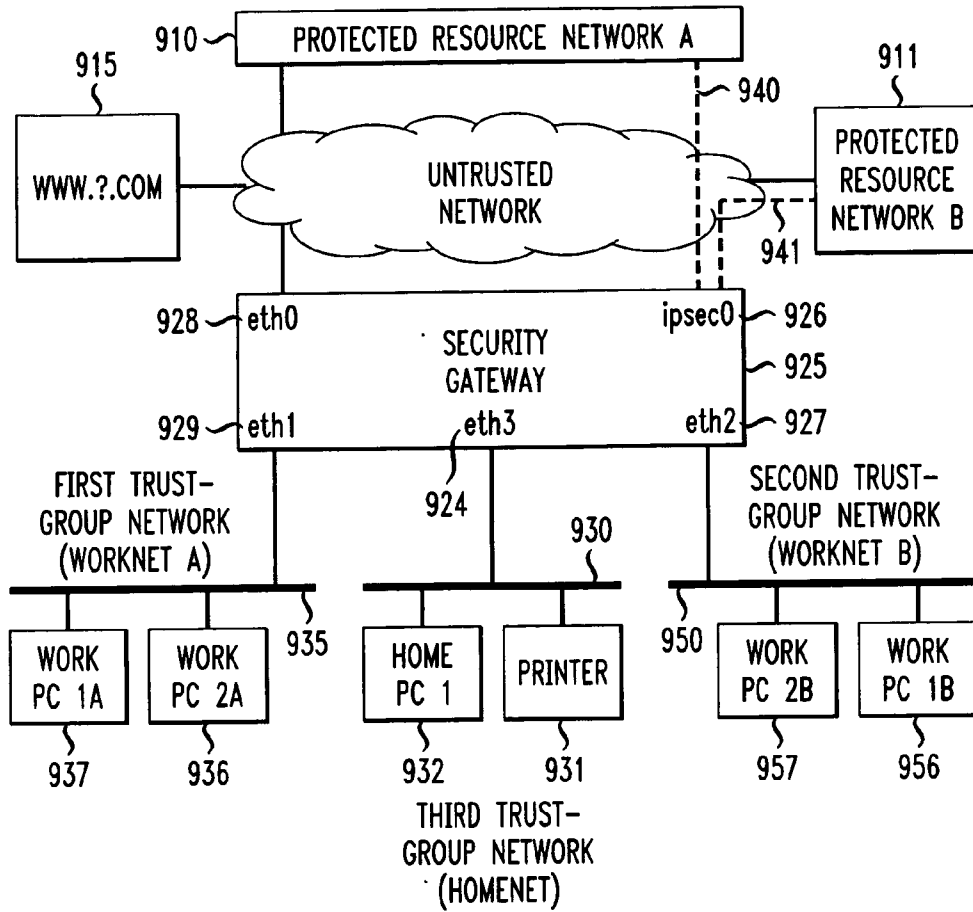 910
PROTECTED RESOURCE NETWORK A
915
940
911
WWW.?.COM
UNTRUSTED
NETWORK
PROTECTED
RESOURCE
NETWORK B
941
928
eth0
ipsec0
926
SECURITY
GATEWAY
925
929
eth1
eth3
eth2
927
924
FIRST TRUST-
GROUP NETWORK
(WORKNET A)
SECOND TRUST-
GROUP NETWORK
(WORKNET B)
930
935
950
WORK
PC 1A
WORK
PC 2A
HOME
PC 1
PRINTER
WORK
PC 2B
WORK
PC 1B
937
936
932
931
957
956
THIRD TRUST-
GROUP NETWORK
(HOMENET)